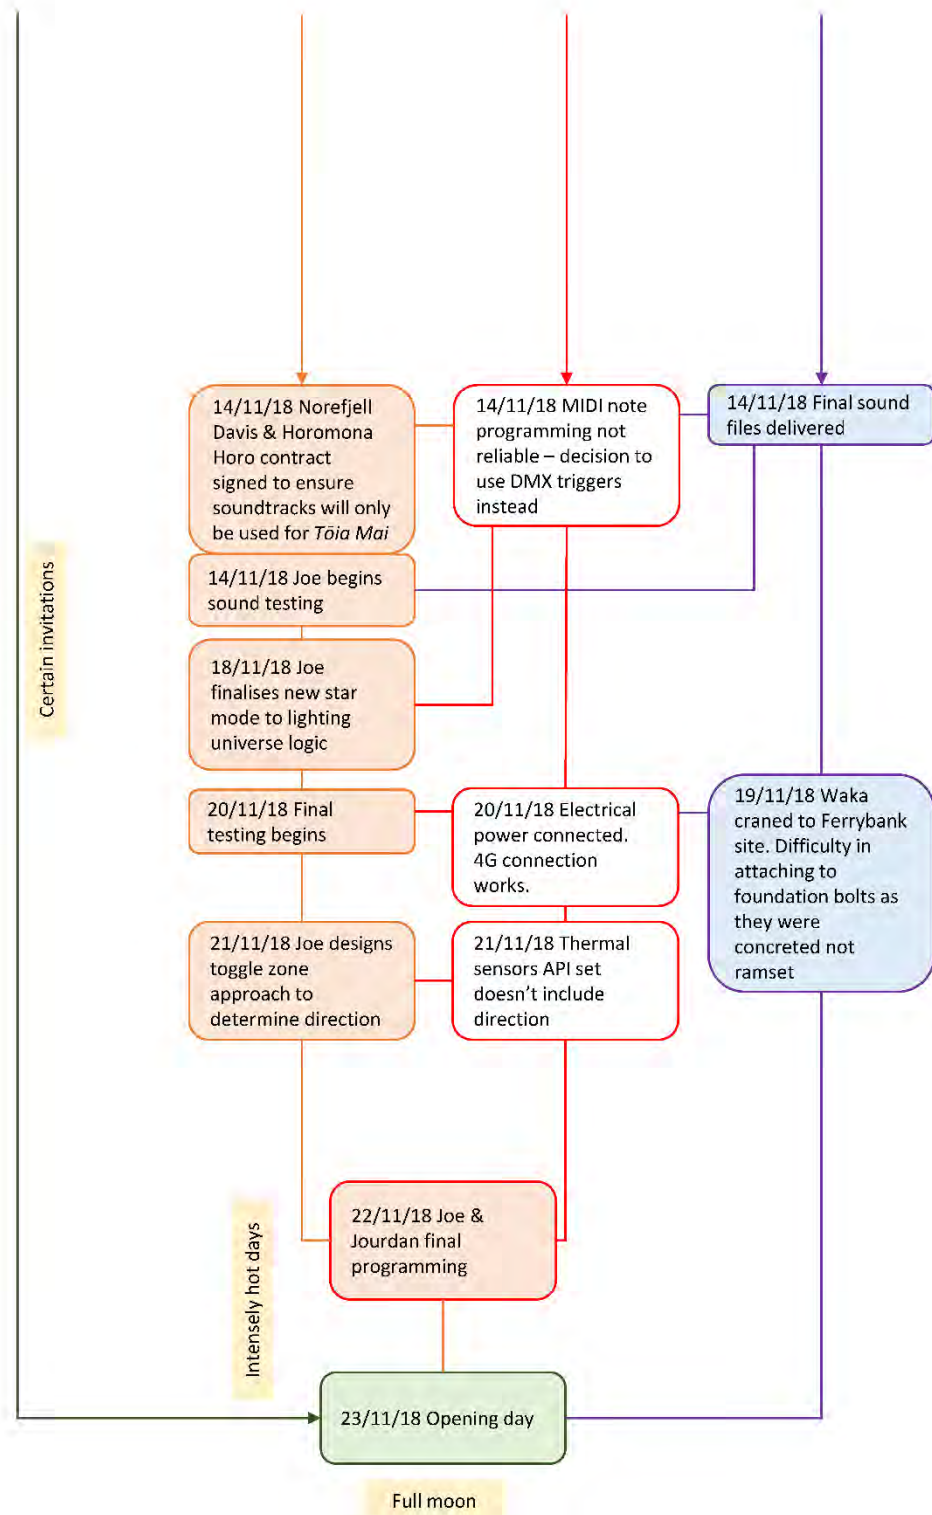 14/11/18 Norefjell
Davis & Horomona
Horo contract
signed to ensure
soundtracks will only
be used for Tōia Mai
14/11/18 MIDI note
programming not
reliable – decision to
use DMX triggers
instead
14/11/18 Final sound
files delivered
14/11/18 Joe begins
sound testing
Certain invitations
18/11/18 Joe
finalises new star
mode to lighting
universe logic
20/11/18 Final
testing begins
20/11/18 Electrical
power connected.
4G connection
works.
19/11/18 Waka
craned to Ferrybank
site. Difficulty in
attaching to
foundation bolts as
they were
concreted not
ramset
21/11/18 Joe designs
toggle zone
approach to
determine direction
21/11/18 Thermal
sensors API set
doesn't include
direction
22/11/18 Joe &
Jourdan final
programming
Intensely hot days
23/11/18 Opening day
Full moon